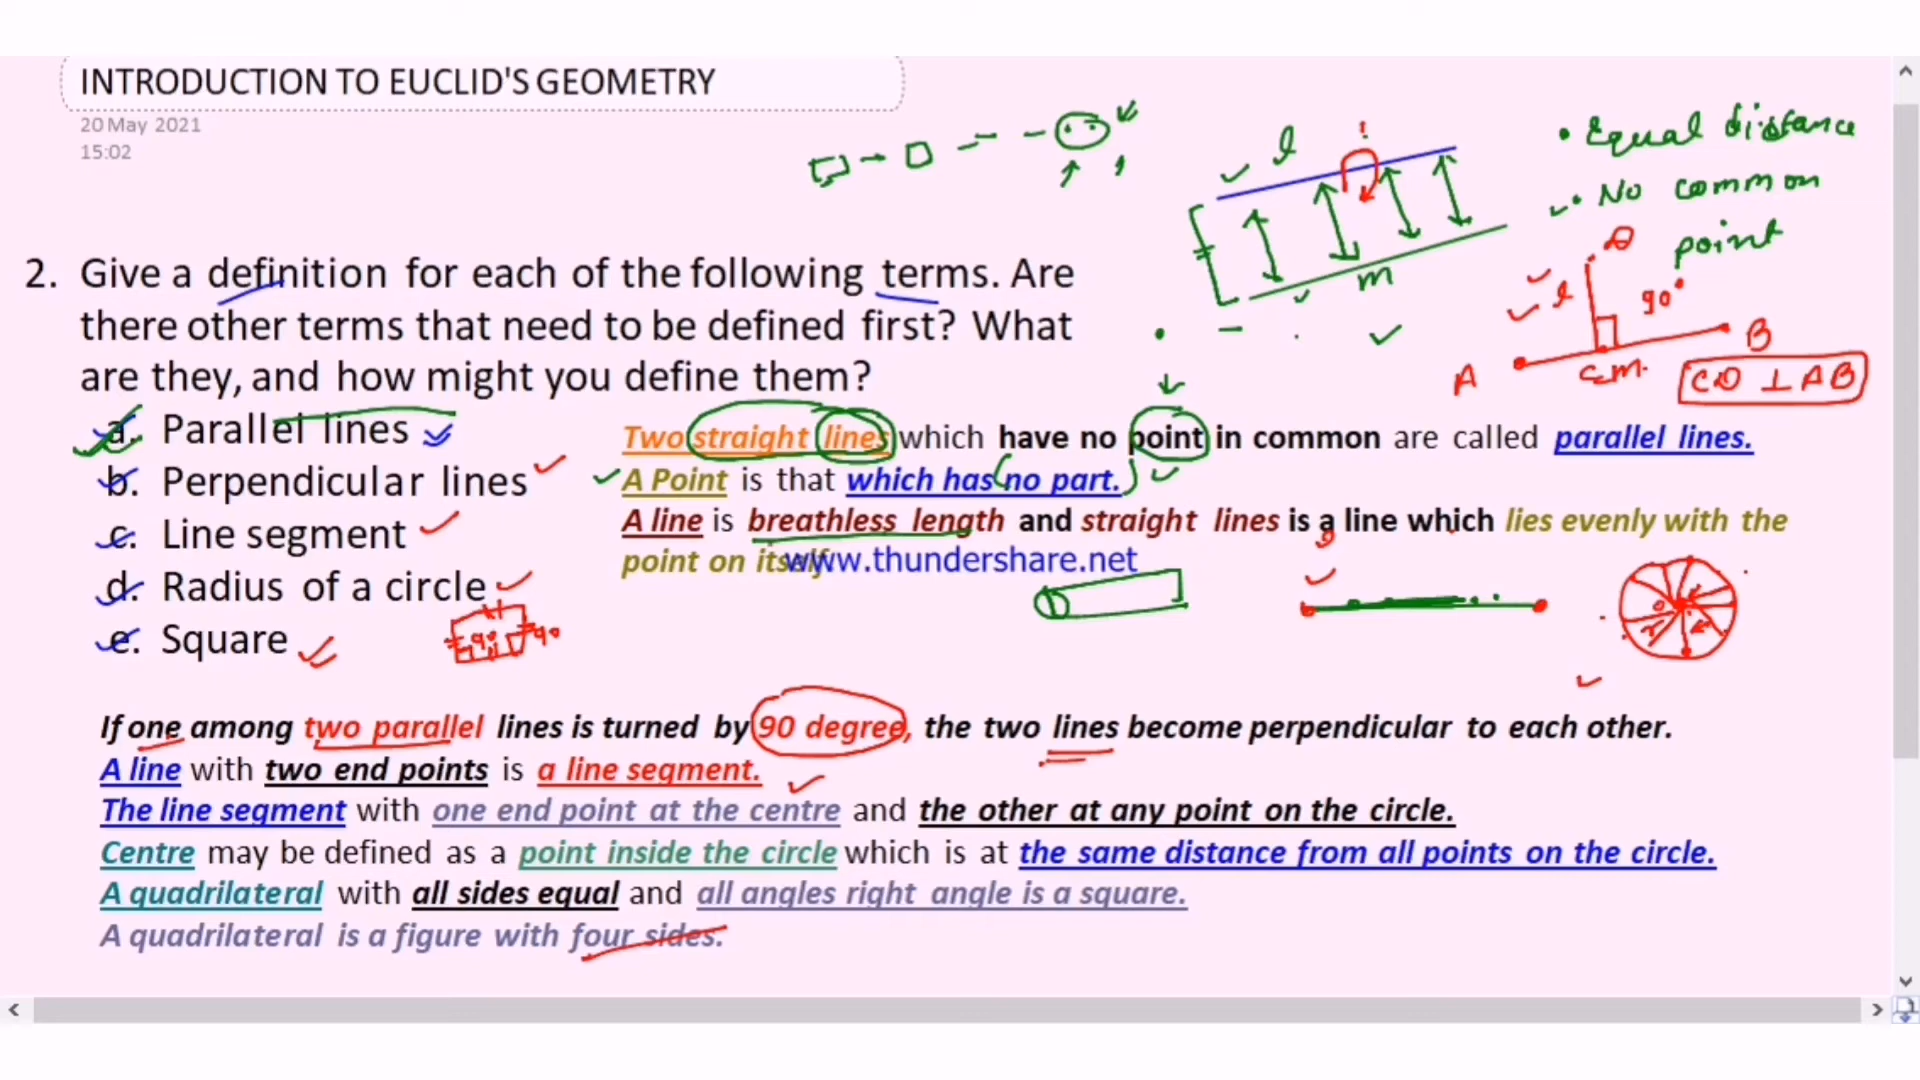 INTRODUCTION TO EUCLID'S GEOMETRY
20 May 2021
15:02
l
m
• Equal distance
• No common
point
D
l
90°
A
B
C.M.
CD ⊥ AB
2. Give a definition for each of the following terms. Are
there other terms that need to be defined first? What
are they, and how might you define them?
a. Parallel lines
b. Perpendicular lines
c. Line segment
d. Radius of a circle
e. Square
Two straight lines which have no point in common are called parallel lines.
A Point is that which has no part.
A line is breathless length and straight lines is a line which lies evenly with the
point on itself
www.thundershare.net
90
90
If one among two parallel lines is turned by 90 degree, the two lines become perpendicular to each other.
A line with two end points is a line segment.
The line segment with one end point at the centre and the other at any point on the circle.
Centre may be defined as a point inside the circle which is at the same distance from all points on the circle.
A quadrilateral with all sides equal and all angles right angle is a square.
A quadrilateral is a figure with four sides.